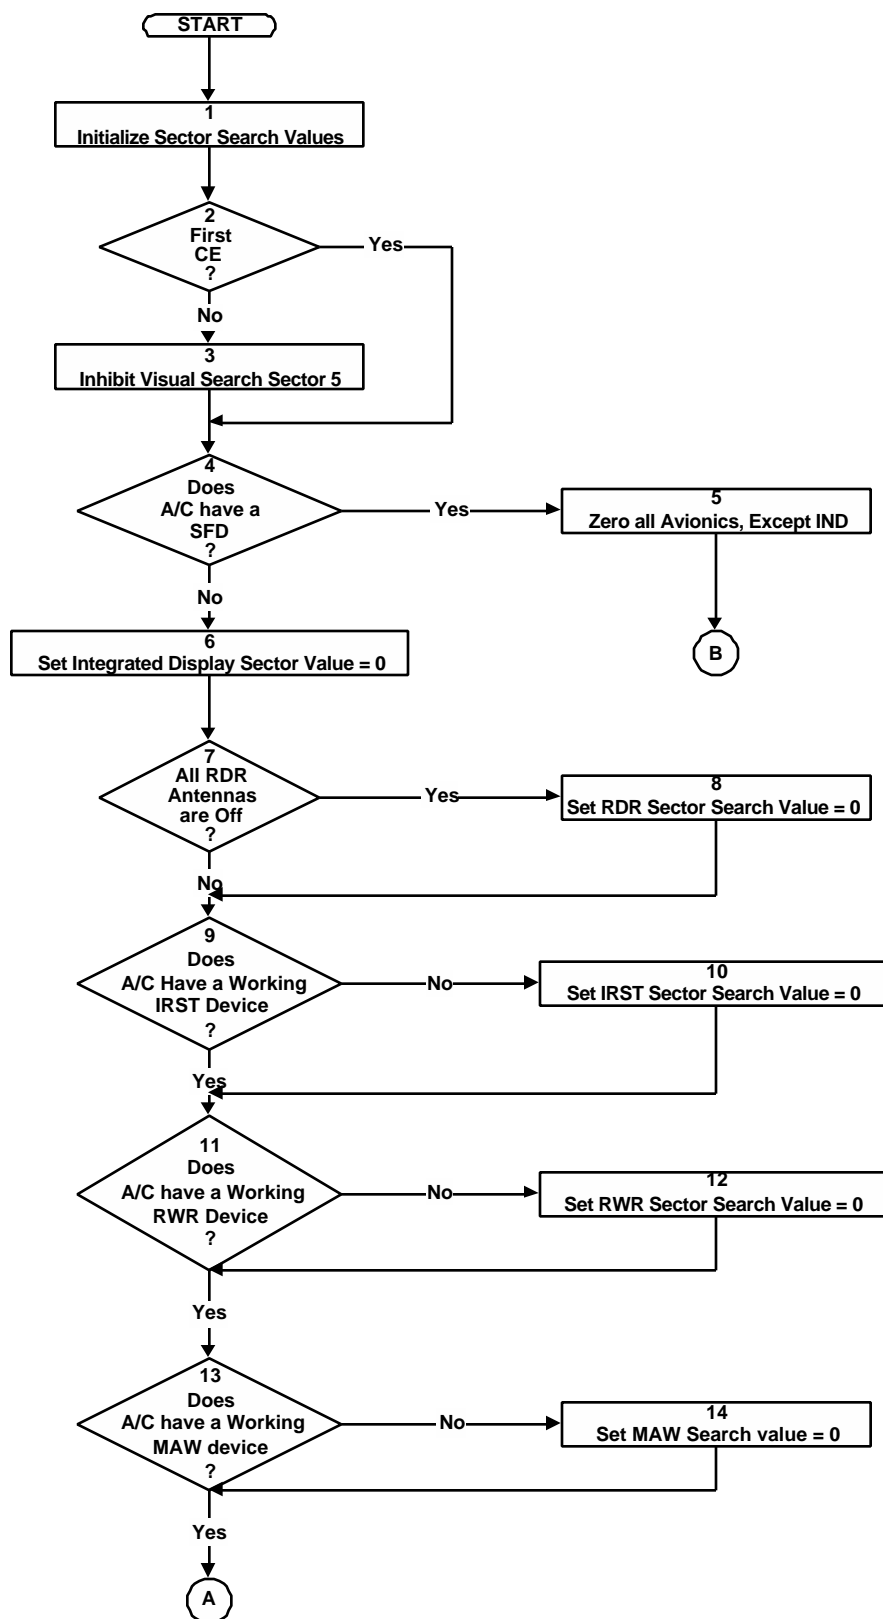 START
1
Initialize Sector Search Values
2
First
CE
?
Yes
No
3
Inhibit Visual Search Sector 5
4
Does
A/C have a
SFD
?
Yes
5
Zero all Avionics, Except IND
No
B
6
Set Integrated Display Sector Value = 0
7
All RDR
Antennas
are Off
?
Yes
8
Set RDR Sector Search Value = 0
No
9
Does
A/C Have a Working
IRST Device
?
No
10
Set IRST Sector Search Value = 0
Yes
11
Does
A/C have a Working
RWR Device
?
No
12
Set RWR Sector Search Value = 0
Yes
13
Does
A/C have a Working
MAW device
?
No
14
Set MAW Search value = 0
Yes
A